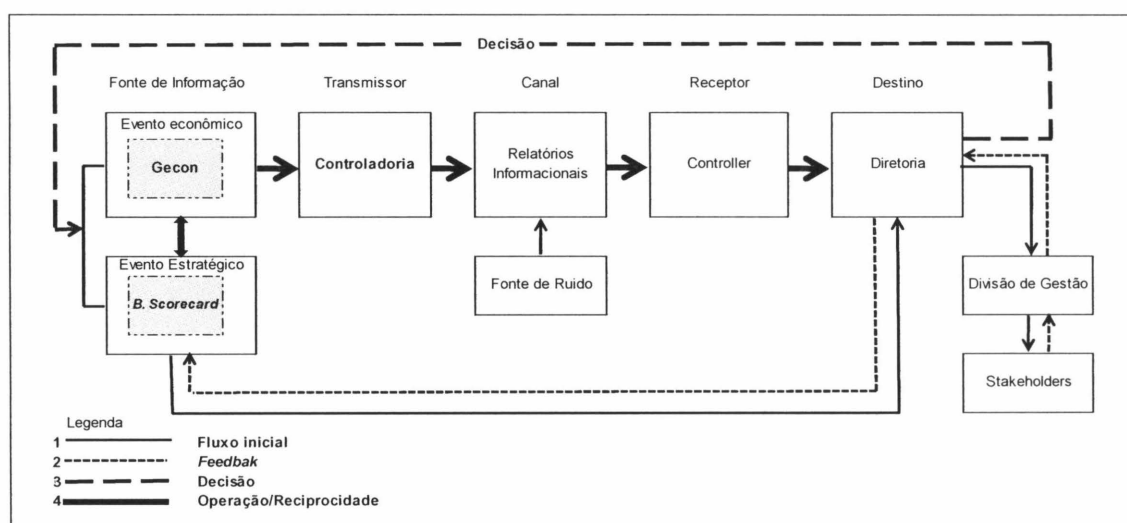 Decisão
Fonte de Informação
Transmissor
Canal
Receptor
Destino
Evento econômico
Gecon
Controladoria
Relatórios
Informacionais
Controller
Diretoria
Evento Estratégico
B. Scorecard
Fonte de Ruido
Divisão de Gestão
Stakeholders
Legenda
1 Fluxo inicial
2 Feedbak
3 Decisão
4 Operação/Reciprocidade